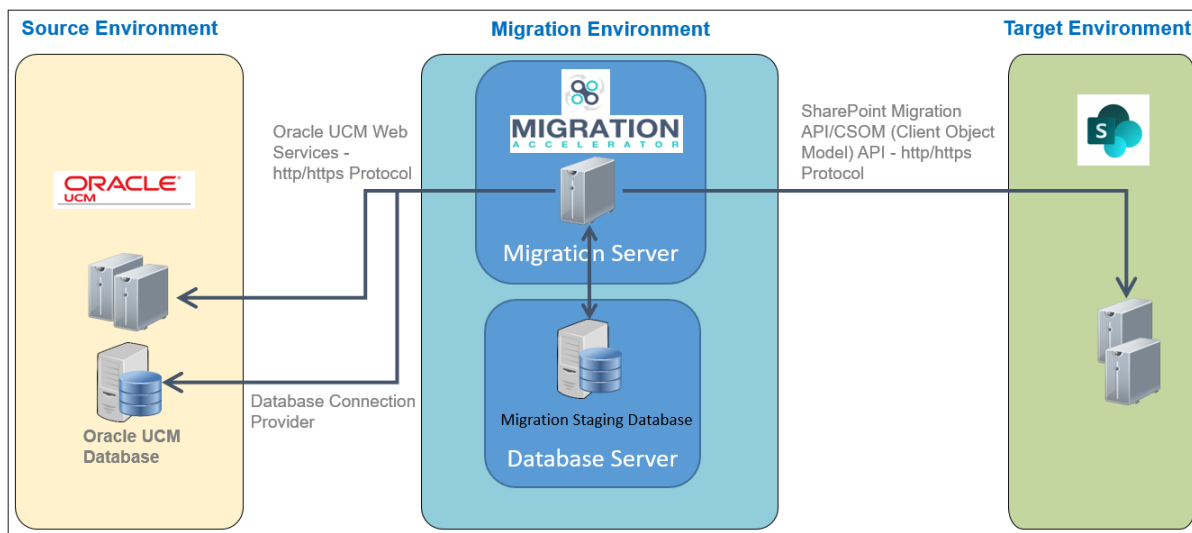 Source Environment
Migration Environment
Target Environment
ORACLE®
UCM
Oracle UCM
Database
Oracle UCM Web
Services -
http/https Protocol
Database Connection
Provider
MIGRATION
ACCELERATOR
Migration Server
Migration Staging Database
Database Server
SharePoint Migration
API/CSOM (Client Object
Model) API - http/https
Protocol
S